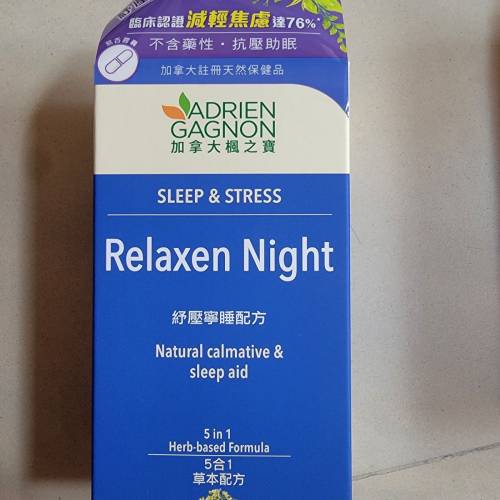 臨床認證減輕焦慮達76%*
不含藥性·抗壓助眠
加拿大註冊天然保健品
ADRIEN
GAGNON
加拿大楓之寶
SLEEP & STRESS
Relaxen Night
紓壓寧睡配方
Natural calmative &
sleep aid
5 in 1
Herb-based Formula
5合1
草本配方